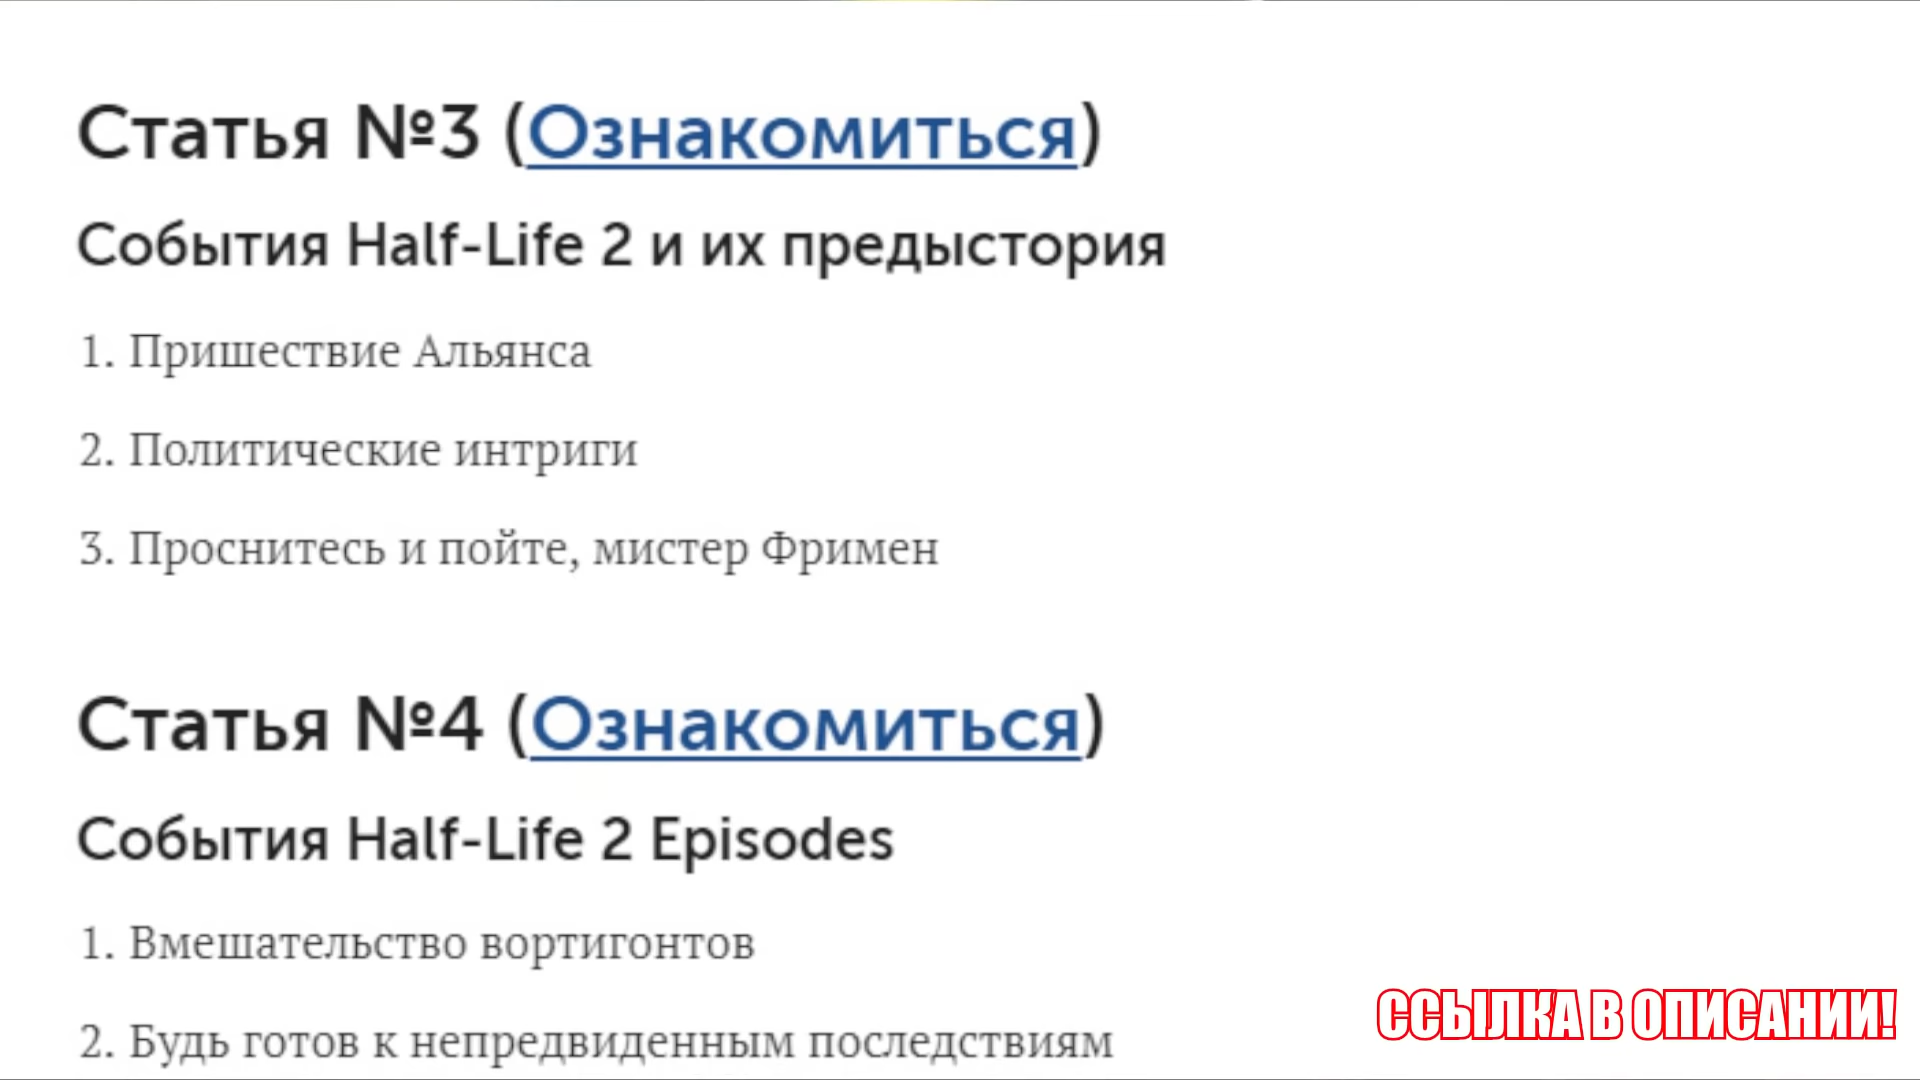 Статья №3 (Ознакомиться)
События Half-Life 2 и их предыстория
1. Пришествие Альянса
2. Политические интриги
3. Проснитесь и пойте, мистер Фримен
Статья №4 (Ознакомиться)
События Half-Life 2 Episodes
1. Вмешательство вортигонтов
2. Будь готов к непредвиденным последствиям
ССЫЛКА В ОПИСАНИИ!